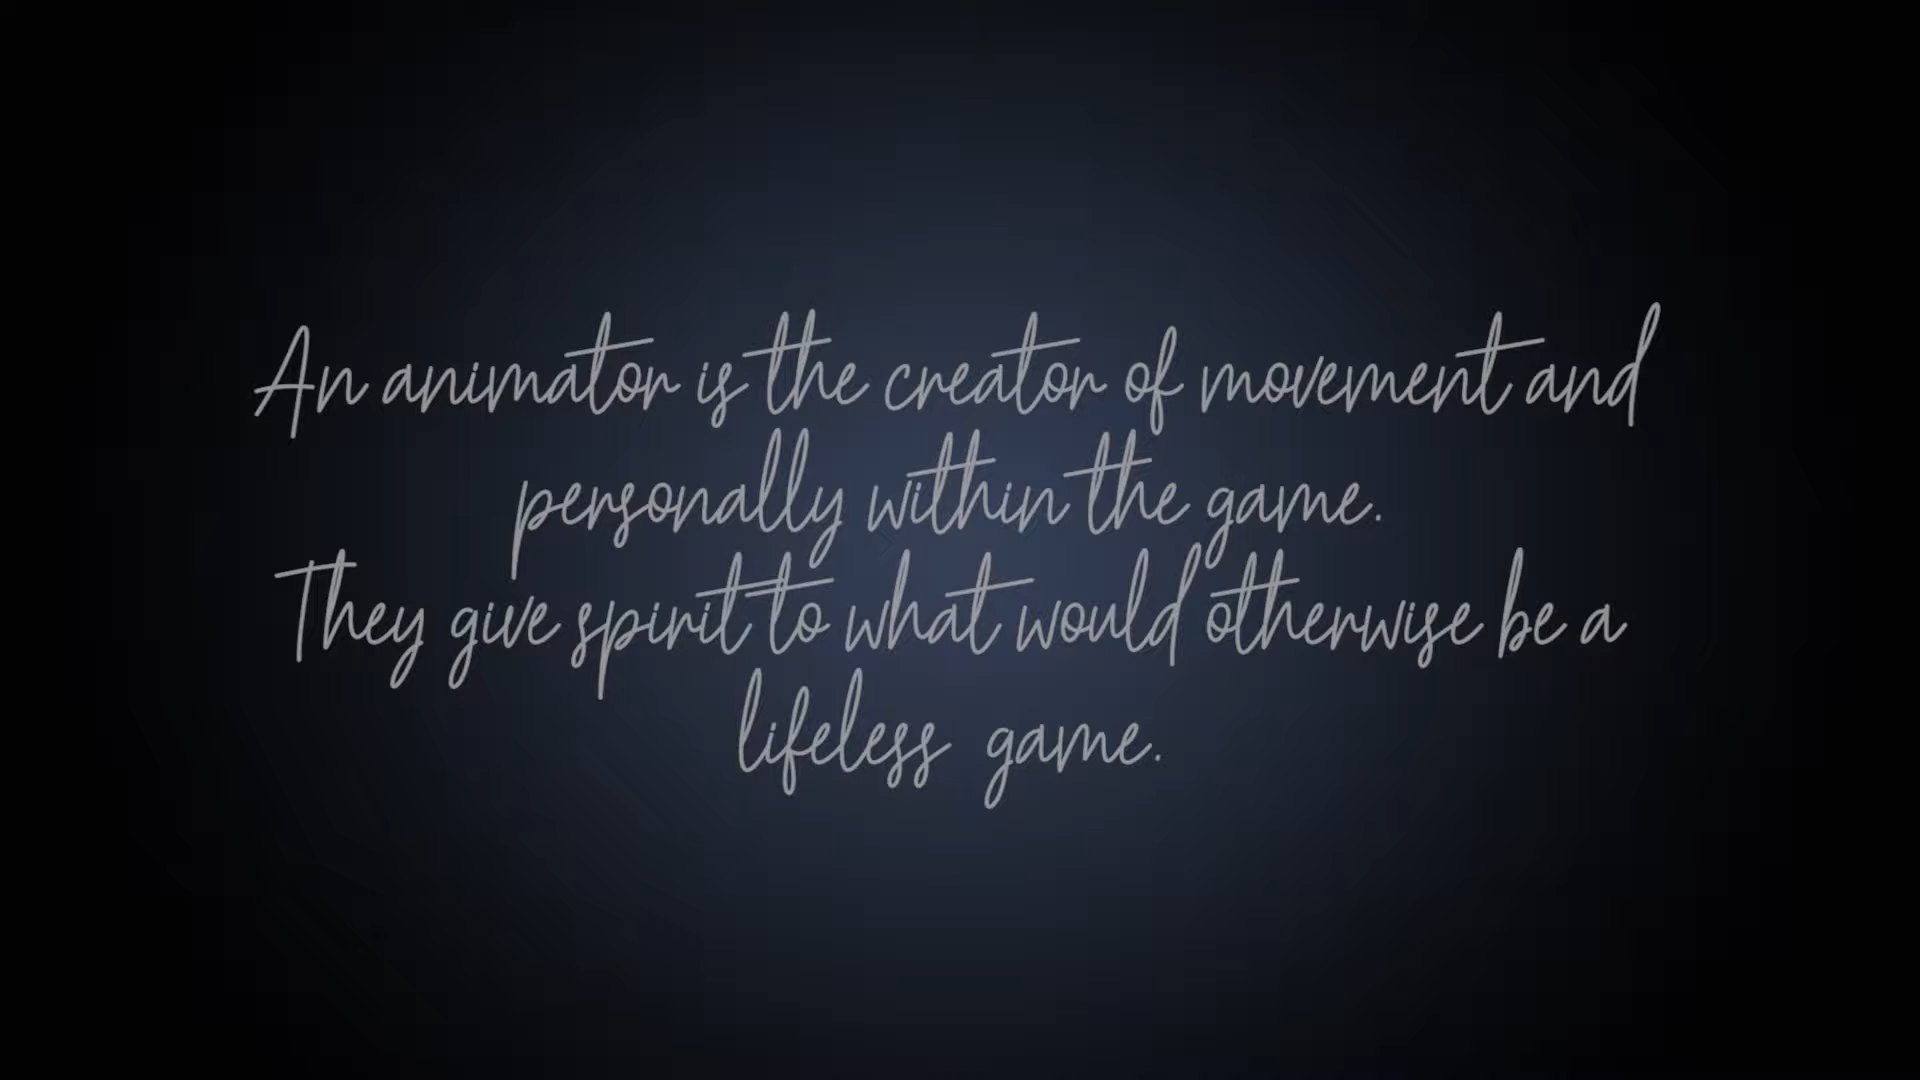 An animator is the creator of movement and
personally within the game.
They give spirit to what would otherwise be a
lifeless game.